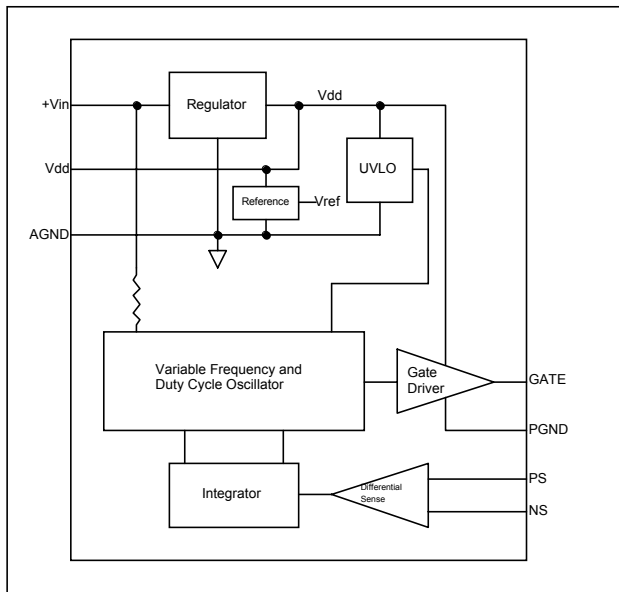 Vdd
+Vin
Regulator
Vdd
UVLO
Reference
Vref
AGND
Variable Frequency and
Duty Cycle Oscillator
Gate
Driver
GATE
PGND
Integrator
Differential
Sense
PS
NS